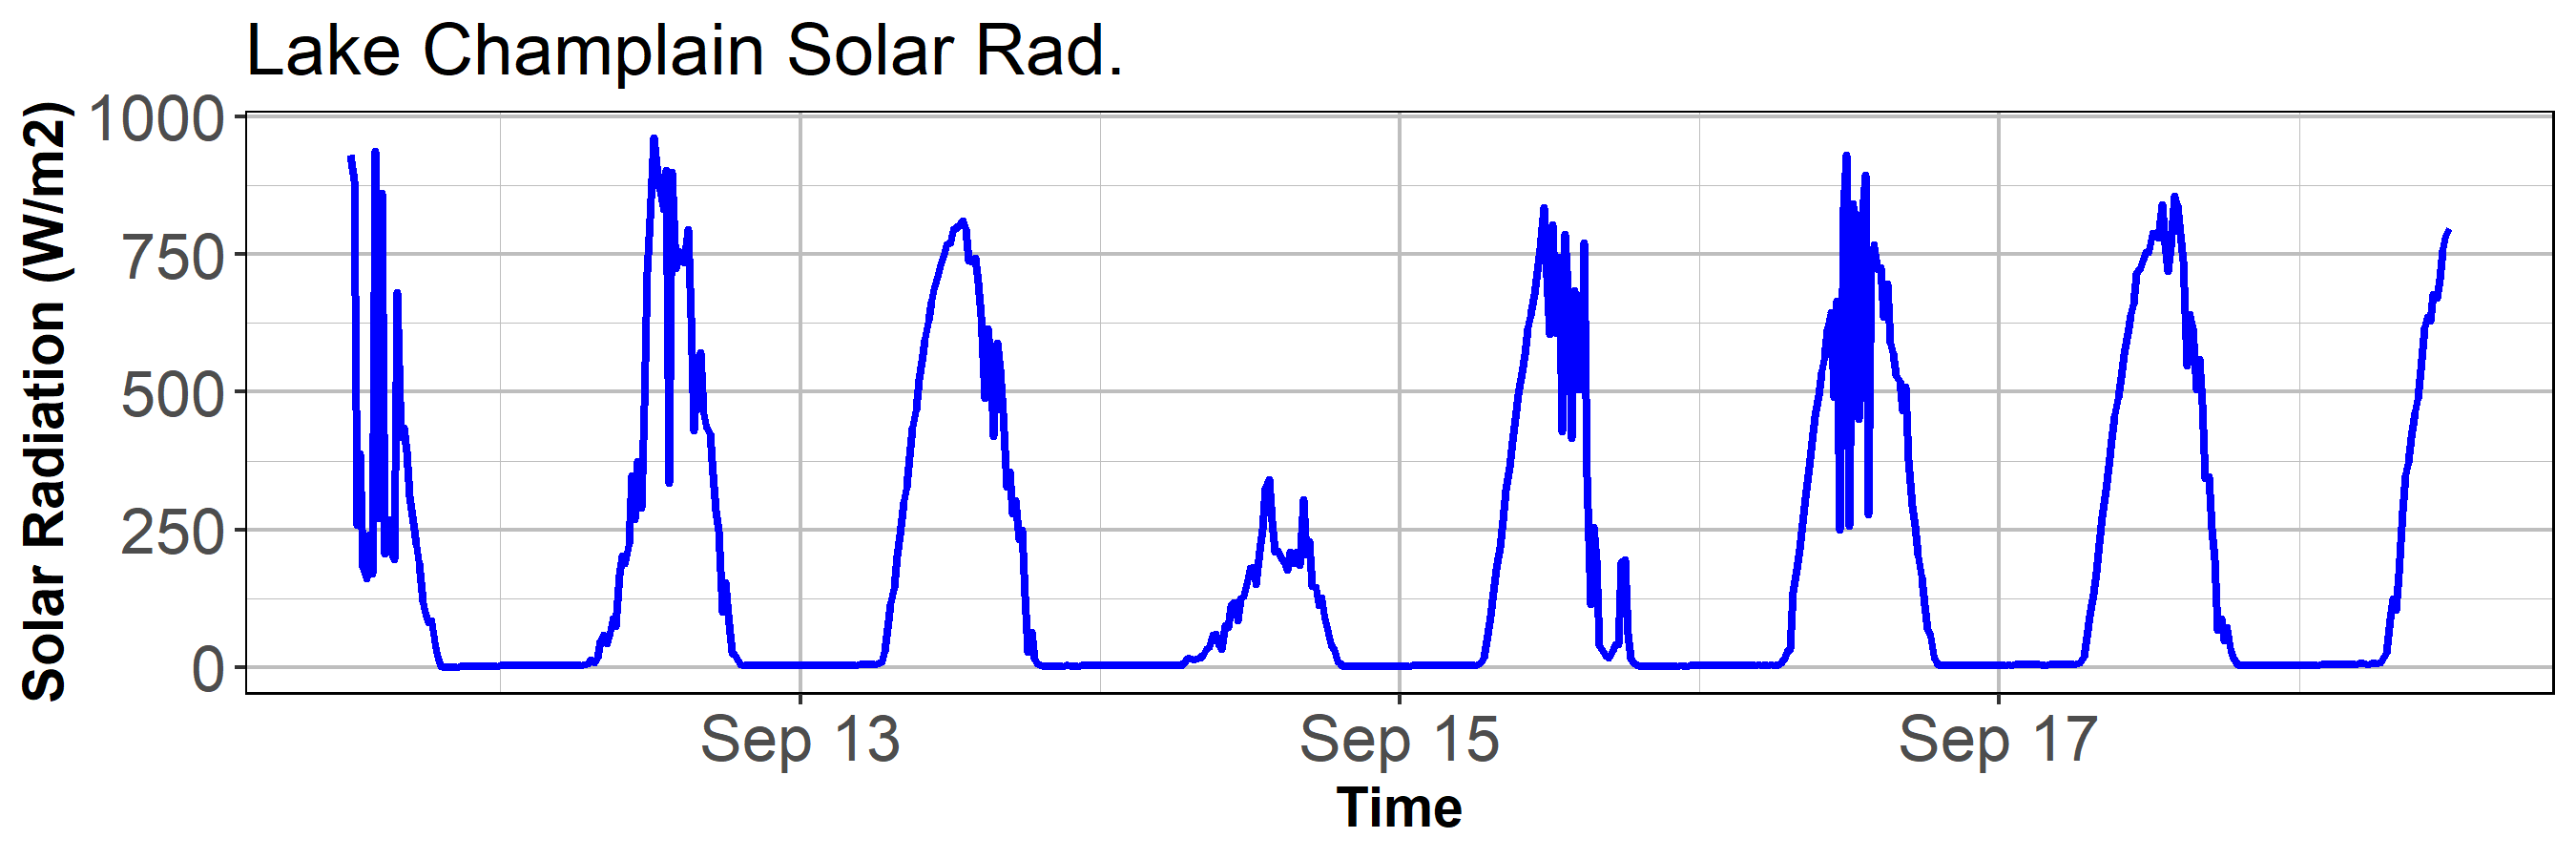 Lake Champlain Solar Rad.
Solar Radiation (W/m2)
1000
750
500
250
0
Sep 13
Sep 15
Sep 17
Time